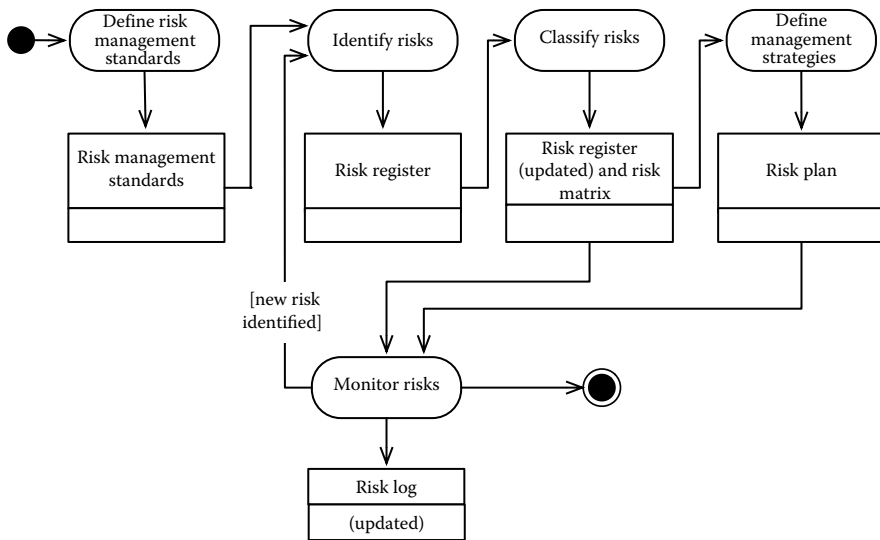 Define risk
management
standards
Identify risks
Classify risks
Define
management
strategies
Risk management
standards
Risk register
Risk register
(updated) and risk
matrix
Risk plan
[new risk
identified]
Monitor risks
Risk log
(updated)